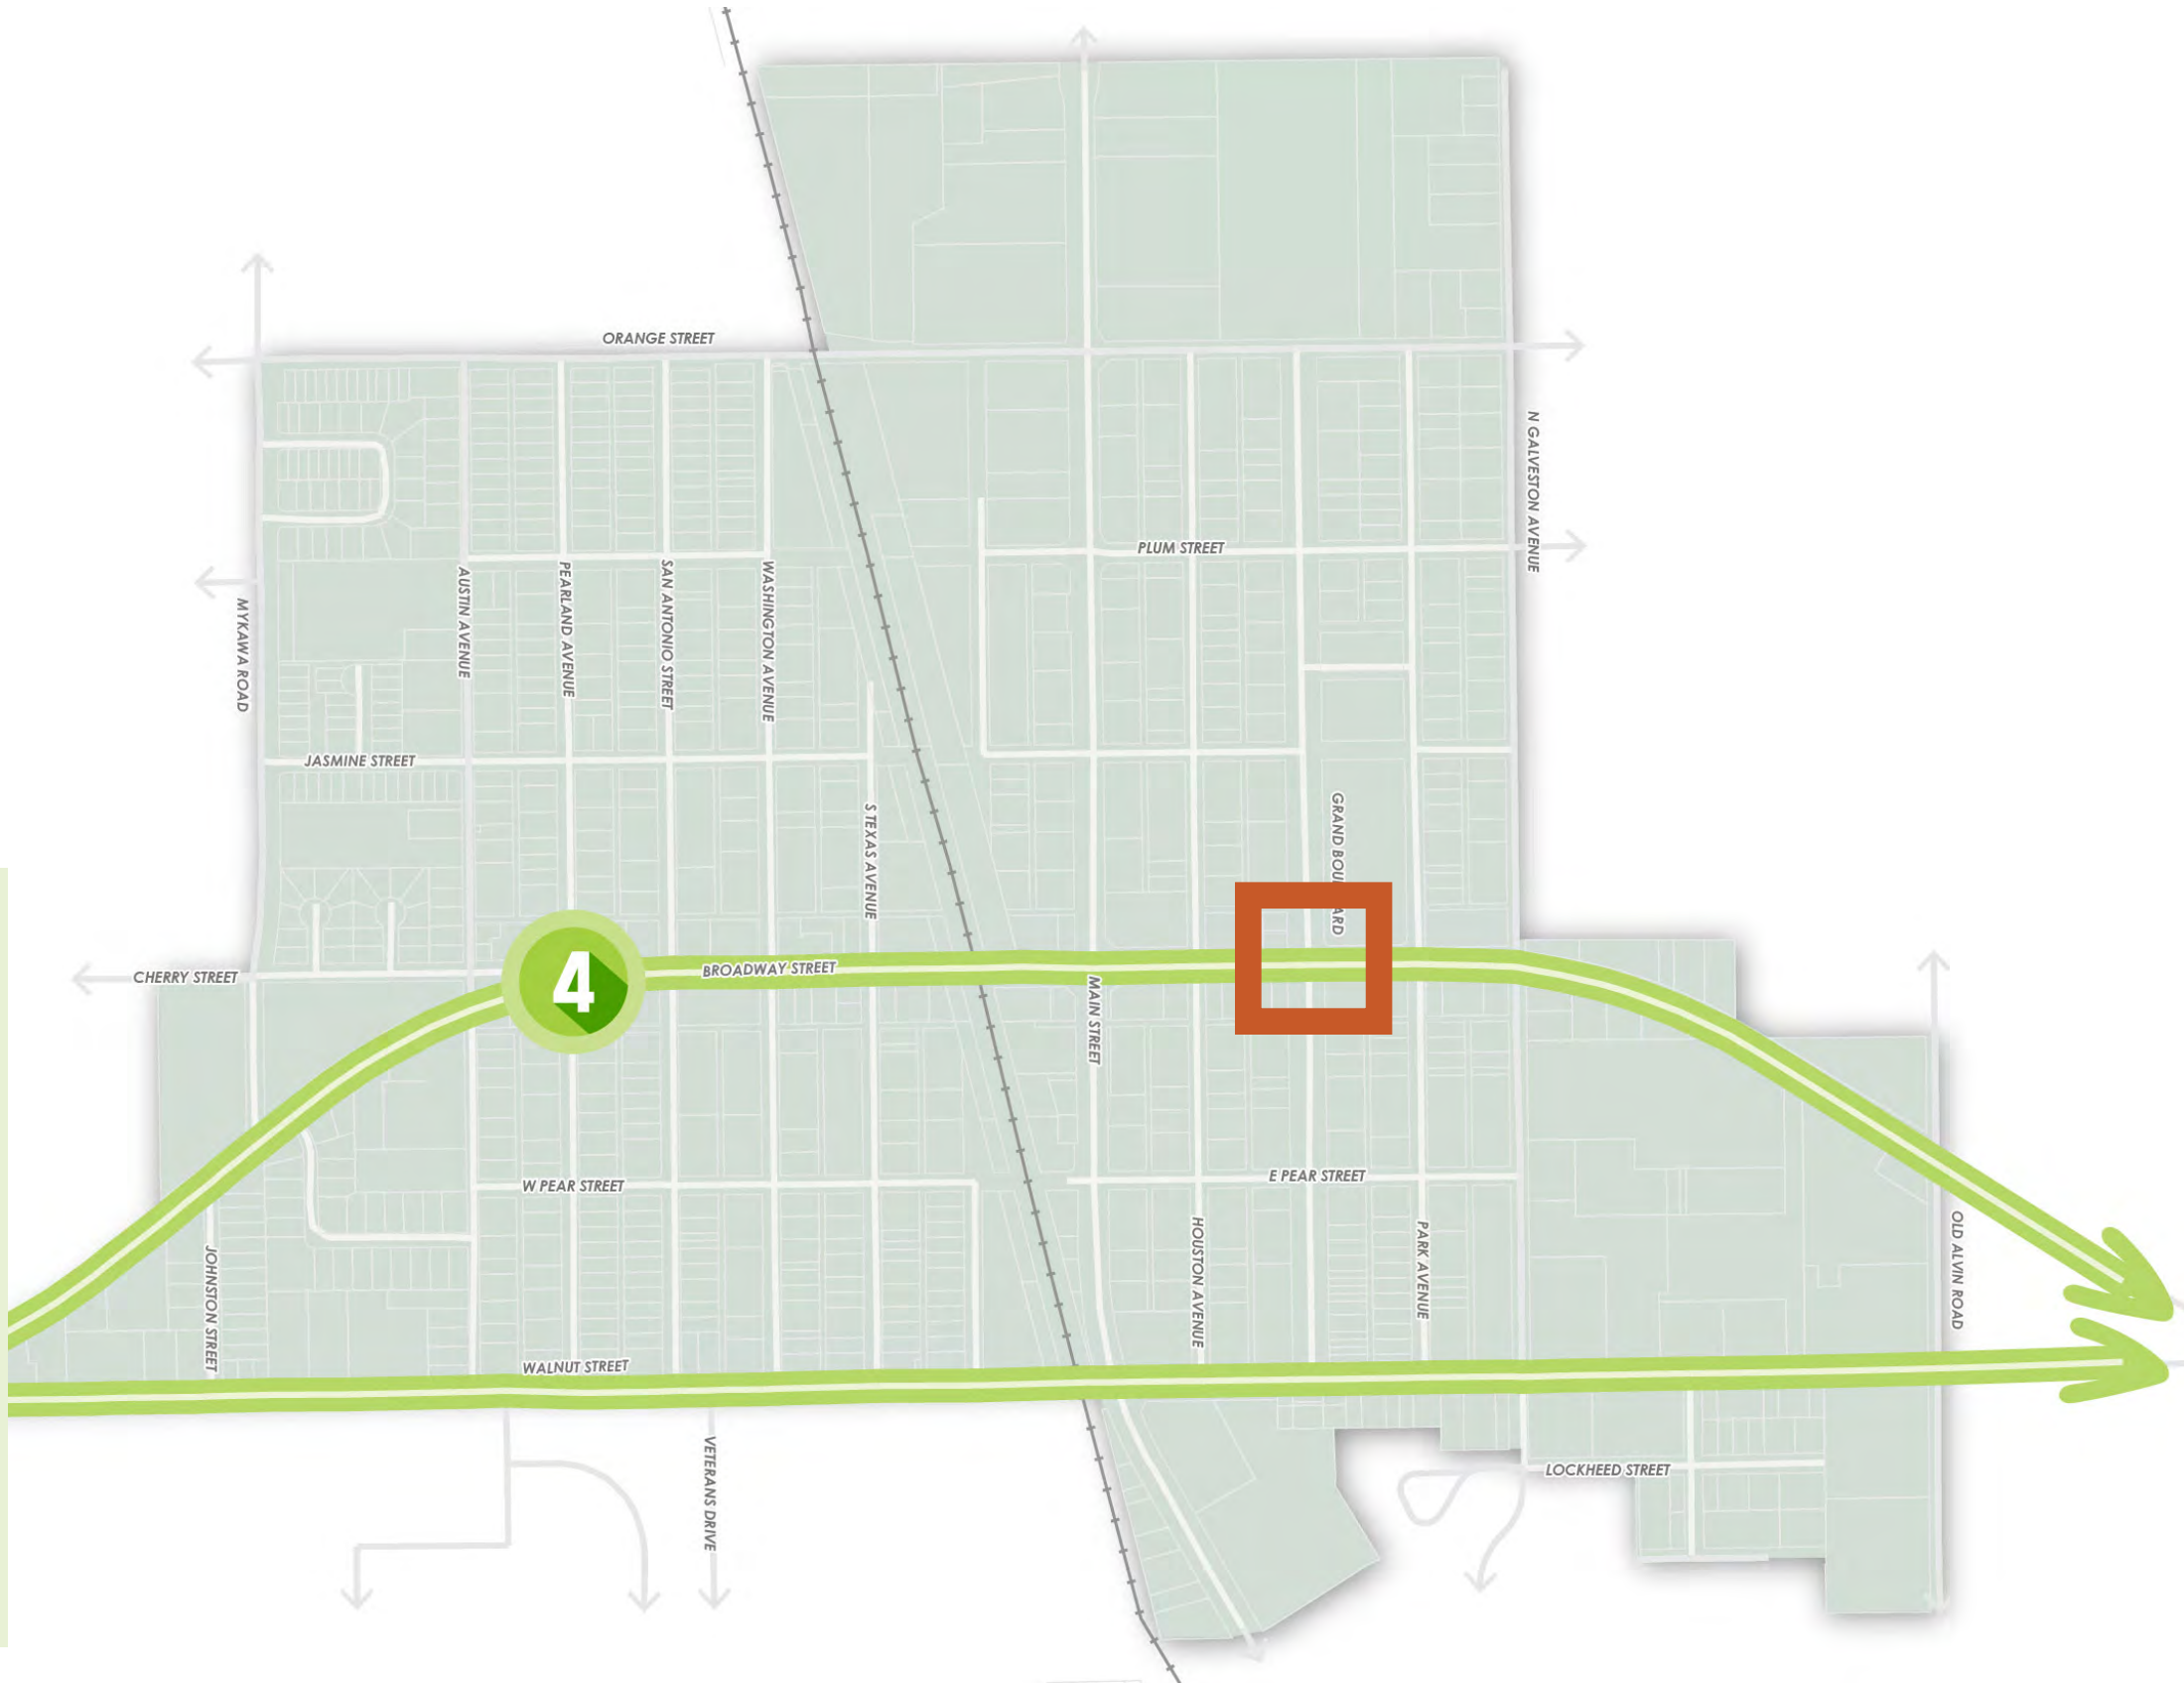 ORANGE STREET
N GALVESTON AVENUE
PLUM STREET
MYKAWA ROAD
AUSTIN AVENUE
PEARLAND AVENUE
SAN ANTONIO STREET
WASHINGTON AVENUE
JASMINE STREET
S TEXAS AVENUE
GRAND BOU ARD
CHERRY STREET
4
BROADWAY STREET
MAIN STREET
W PEAR STREET
E PEAR STREET
JOHNSTON STREET
HOUSTON AVENUE
PARK AVENUE
OLD ALVIN ROAD
WALNUT STREET
VETERANS DRIVE
LOCKHEED STREET